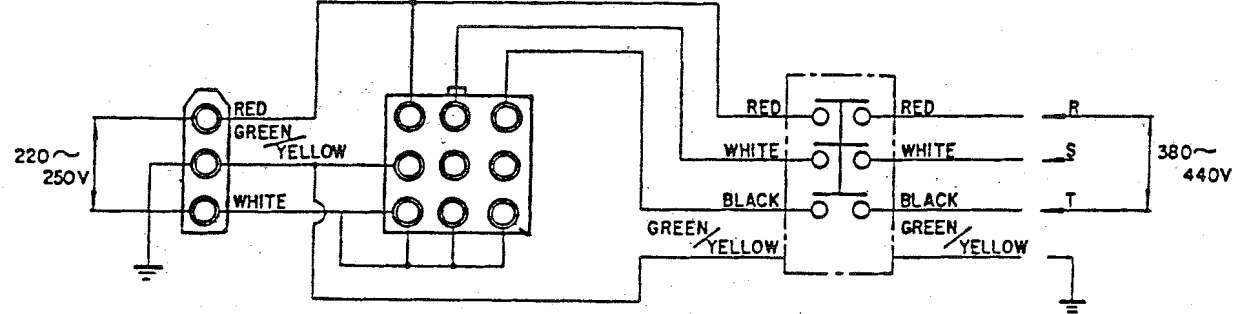 220~
250V
RED
GREEN/
YELLOW
WHITE
RED
WHITE
BLACK
GREEN/
YELLOW
RED
WHITE
BLACK
GREEN/
YELLOW
R
S
T
380~
440V